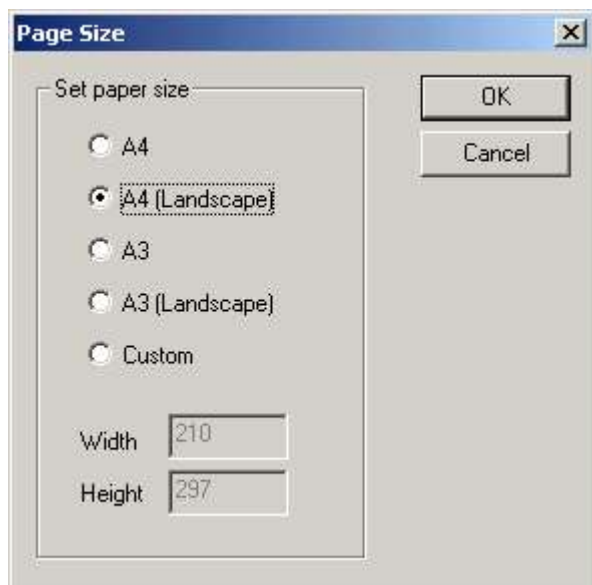 Page Size
Set paper size
OK
A4
Cancel
A4 (Landscape)
A3
A3 (Landscape)
Custom
Width 210
Height 297